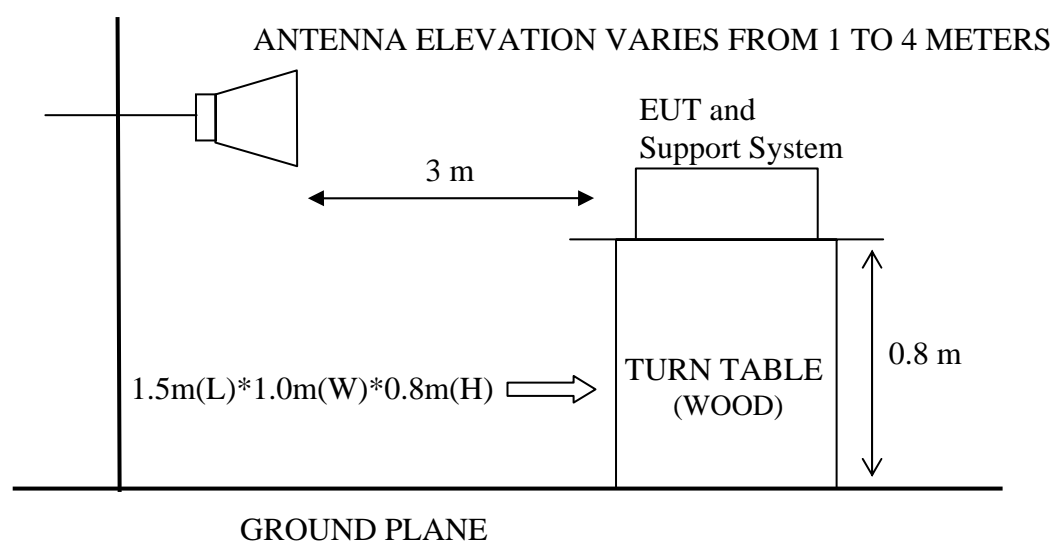 ANTENNA ELEVATION VARIES FROM 1 TO 4 METERS
EUT and
Support System
3 m
0.8 m
1.5m(L)*1.0m(W)*0.8m(H)
TURN TABLE
(WOOD)
GROUND PLANE